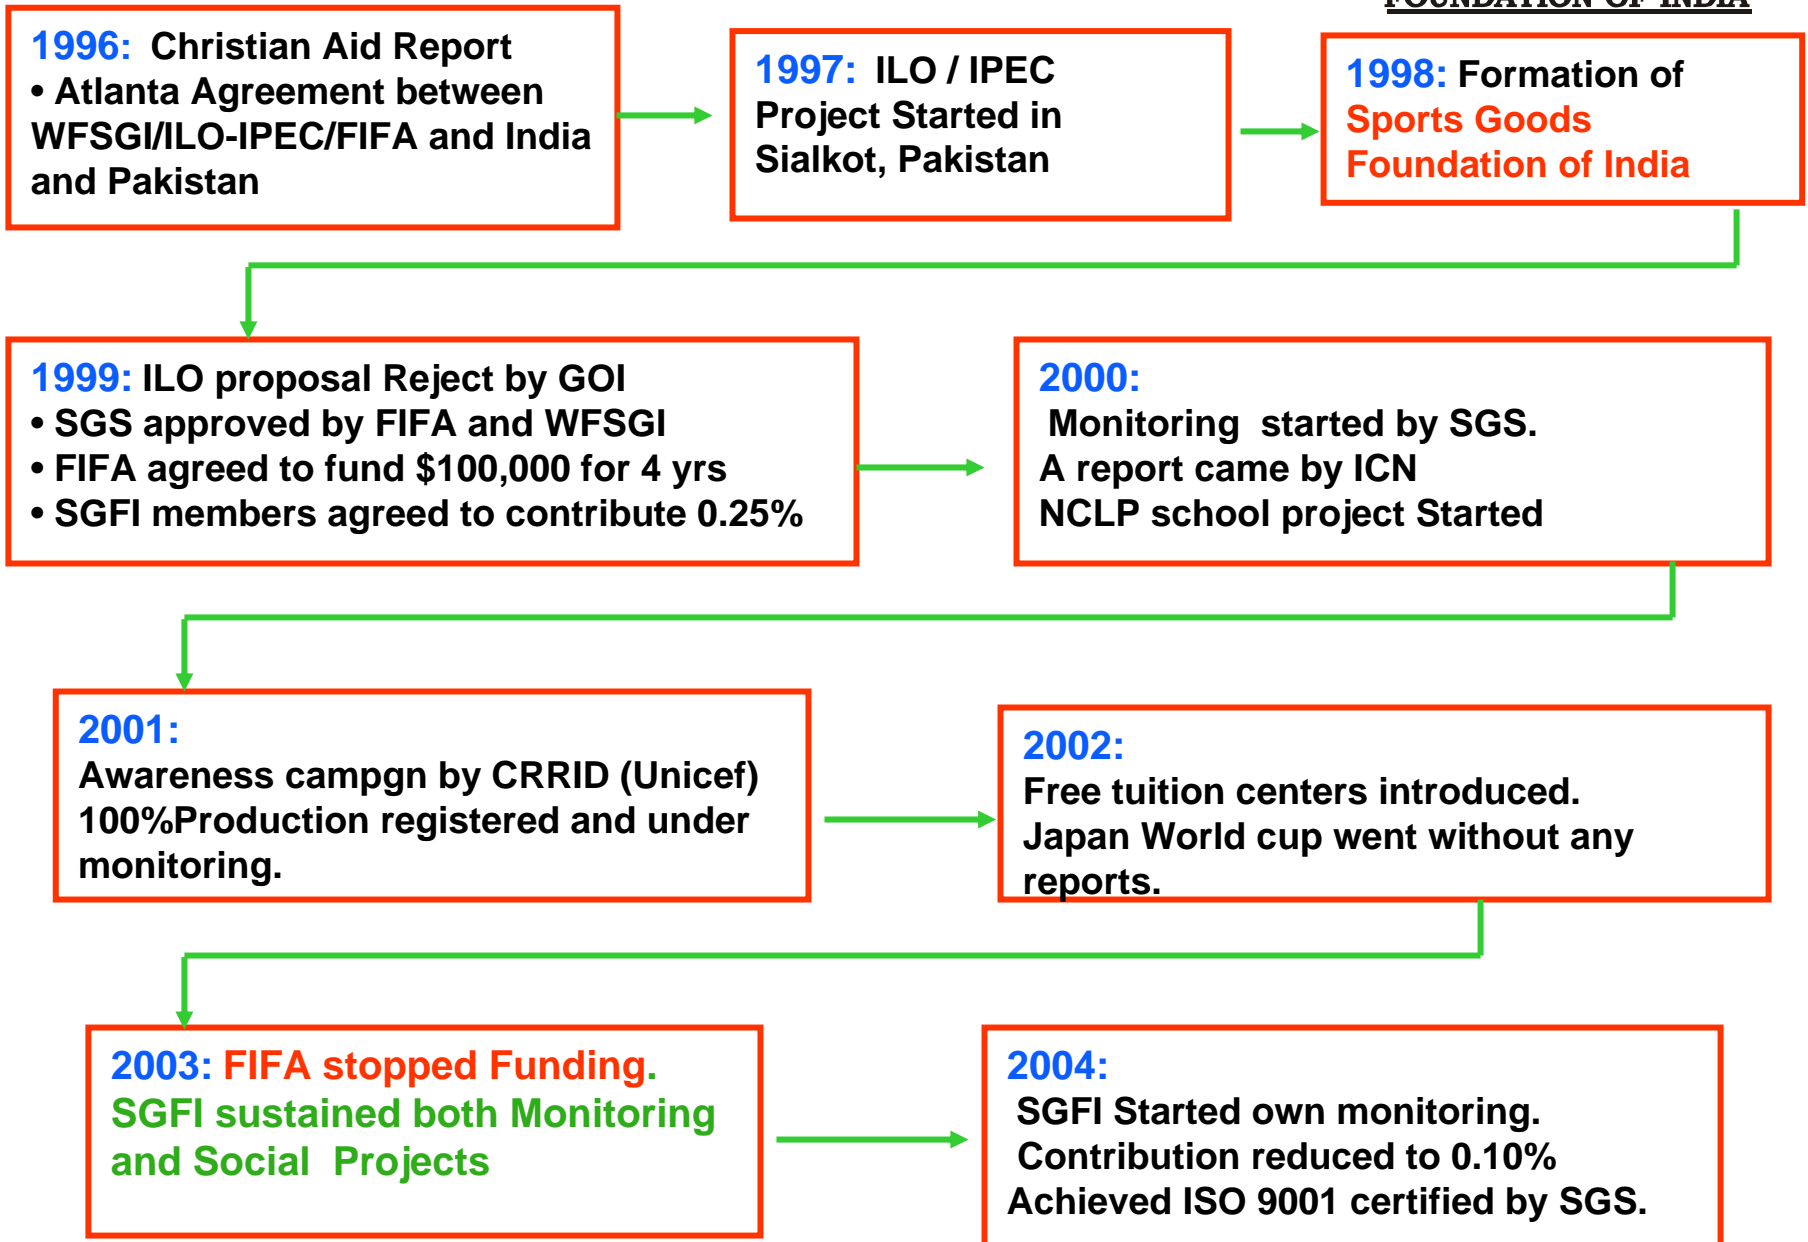 FOUNDATION OF INDIA
1996: Christian Aid Report
• Atlanta Agreement between
WFSGI/ILO-IPEC/FIFA and India
and Pakistan
1997: ILO / IPEC
Project Started in
Sialkot, Pakistan
1998: Formation of
Sports Goods
Foundation of India
1999: ILO proposal Reject by GOI
• SGS approved by FIFA and WFSGI
• FIFA agreed to fund $100,000 for 4 yrs
• SGFI members agreed to contribute 0.25%
2000:
Monitoring started by SGS.
A report came by ICN
NCLP school project Started
2001:
Awareness campgn by CRRID (Unicef)
100%Production registered and under
monitoring.
2002:
Free tuition centers introduced.
Japan World cup went without any
reports.
2003: FIFA stopped Funding.
SGFI sustained both Monitoring
and Social Projects
2004:
SGFI Started own monitoring.
Contribution reduced to 0.10%
Achieved ISO 9001 certified by SGS.